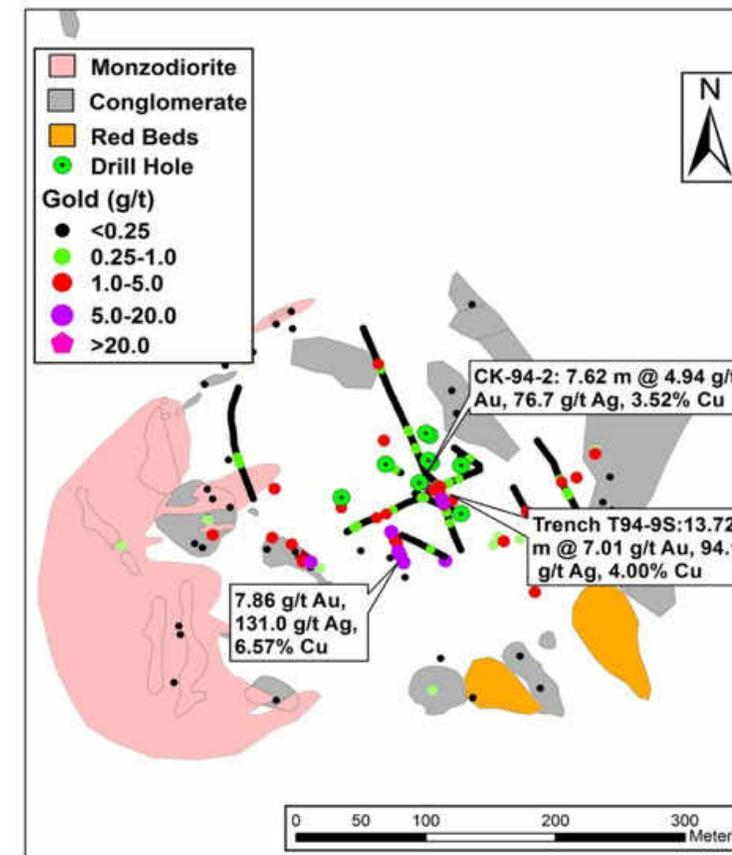 Monzodiorite
Conglomerate
Red Beds
Drill Hole
Gold (g/t)
<0.25
0.25-1.0
1.0-5.0
5.0-20.0
>20.0
N
CK-94-2: 7.62 m @ 4.94 g/t
Au, 76.7 g/t Ag, 3.52% Cu
Trench T94-9S:13.72
m @ 7.01 g/t Au, 94.
g/t Ag, 4.00% Cu
7.86 g/t Au,
131.0 g/t Ag,
6.57% Cu
0 50 100 200 300
Meter